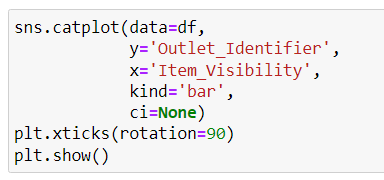 sns.catplot(data=df,
            y='Outlet_Identifier',
            x='Item_Visibility',
            kind='bar',
            ci=None)
plt.xticks(rotation=90)
plt.show()